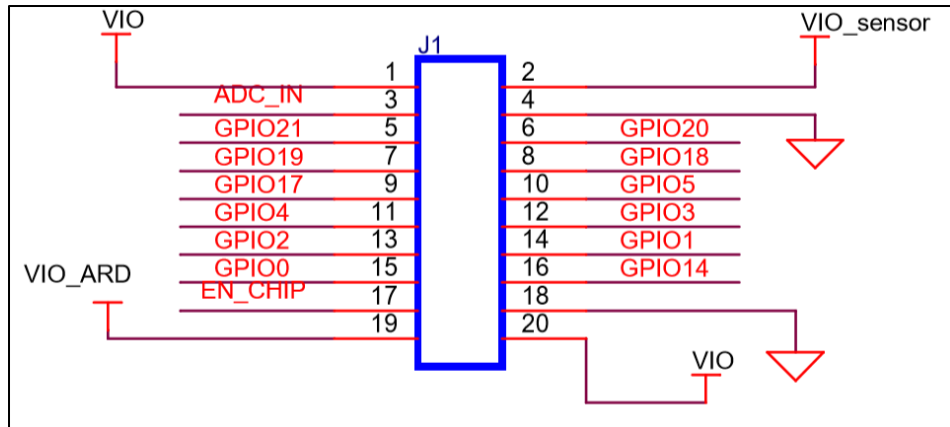 VIO
VIO_sensor
J1
1 2
ADC_IN 3 4
GPIO21 5 6 GPIO20
GPIO19 7 8 GPIO18
GPIO17 9 10 GPIO5
GPIO4 11 12 GPIO3
GPIO2 13 14 GPIO1
GPIO0 15 16 GPIO14
VIO_ARD
EN_CHIP 17 18
19 20
VIO